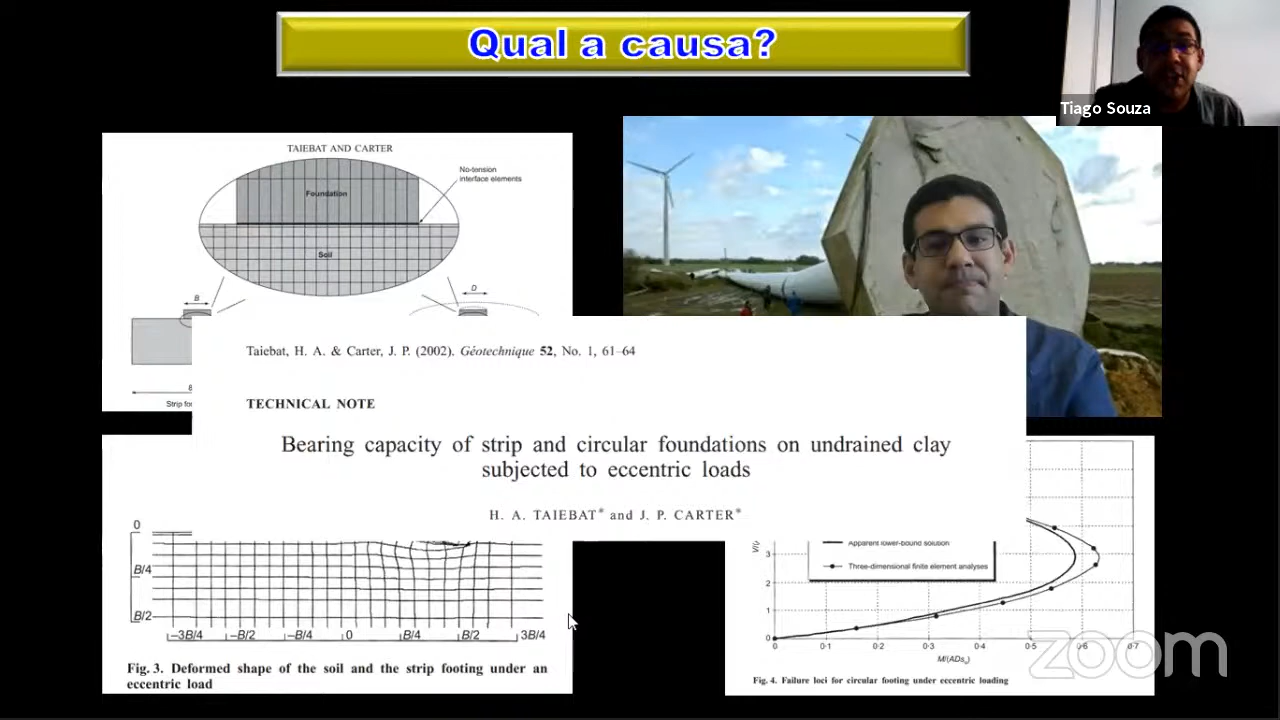 Qual a causa?
Tiago Souza
TAIEBAT AND CARTER
No-tension
interface elements
Foundation
Soil
B
D
Strip
Taiebat, H. A. & Carter, J. P. (2002). Géotechnique 52, No. 1, 61–64
TECHNICAL NOTE
Bearing capacity of strip and circular foundations on undrained clay
subjected to eccentric loads
H. A. TAIEBAT* and J. P. CARTER*
0
B/4
B/2
–3B/4 –B/2 –B/4 0 B/4 B/2 3B/4
Fig. 3. Deformed shape of the soil and the strip footing under an
eccentric load
Apparent lower-bound solution
Three-dimensional finite element analyses
3
2
1
0
0 0·1 0·2 0·3 0·4 0·5 0·6 0·7
M/(ADsu)
Fig. 4. Failure loci for circular footing under eccentric loading
zoom